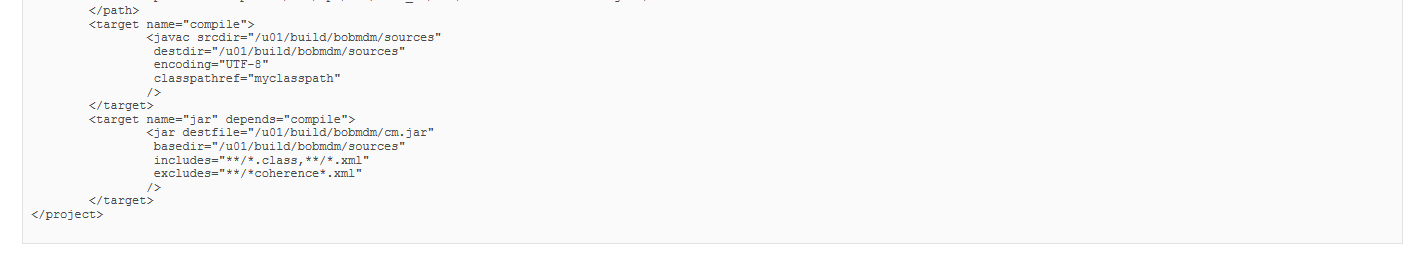 </path>
<target name="compile">
<javac srcdir="/u01/build/bobmdm/sources"
destdir="/u01/build/bobmdm/sources"
encoding="UTF-8"
classpathref="myclasspath"
/>
</target>
<target name="jar" depends="compile">
<jar destfile="/u01/build/bobmdm/cm.jar"
basedir="/u01/build/bobmdm/sources"
includes="**/*.class,**/*.xml"
excludes="**/*coherence*.xml"
/>
</target>
</project>